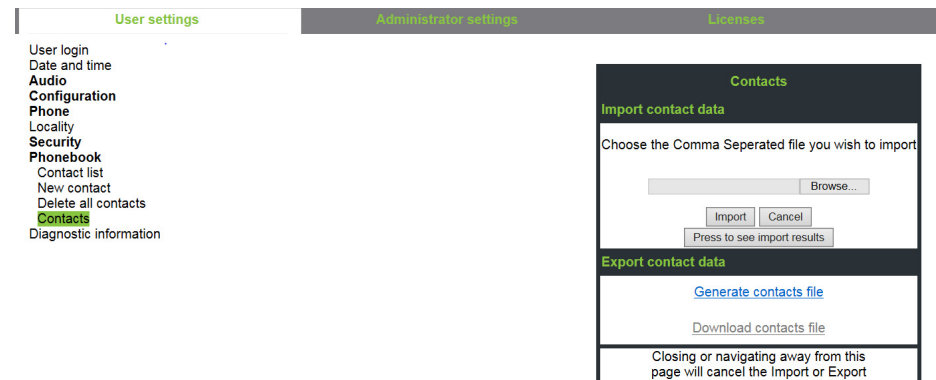 User settings
Administrator settings
Licenses
User login
Date and time
Audio
Configuration
Phone
Locality
Security
Phonebook
Contact list
New contact
Delete all contacts
Contacts
Diagnostic information
Contacts
Import contact data
Choose the Comma Seperated file you wish to import
Browse...
Import Cancel
Press to see import results
Export contact data
Generate contacts file
Download contacts file
Closing or navigating away from this
page will cancel the Import or Export